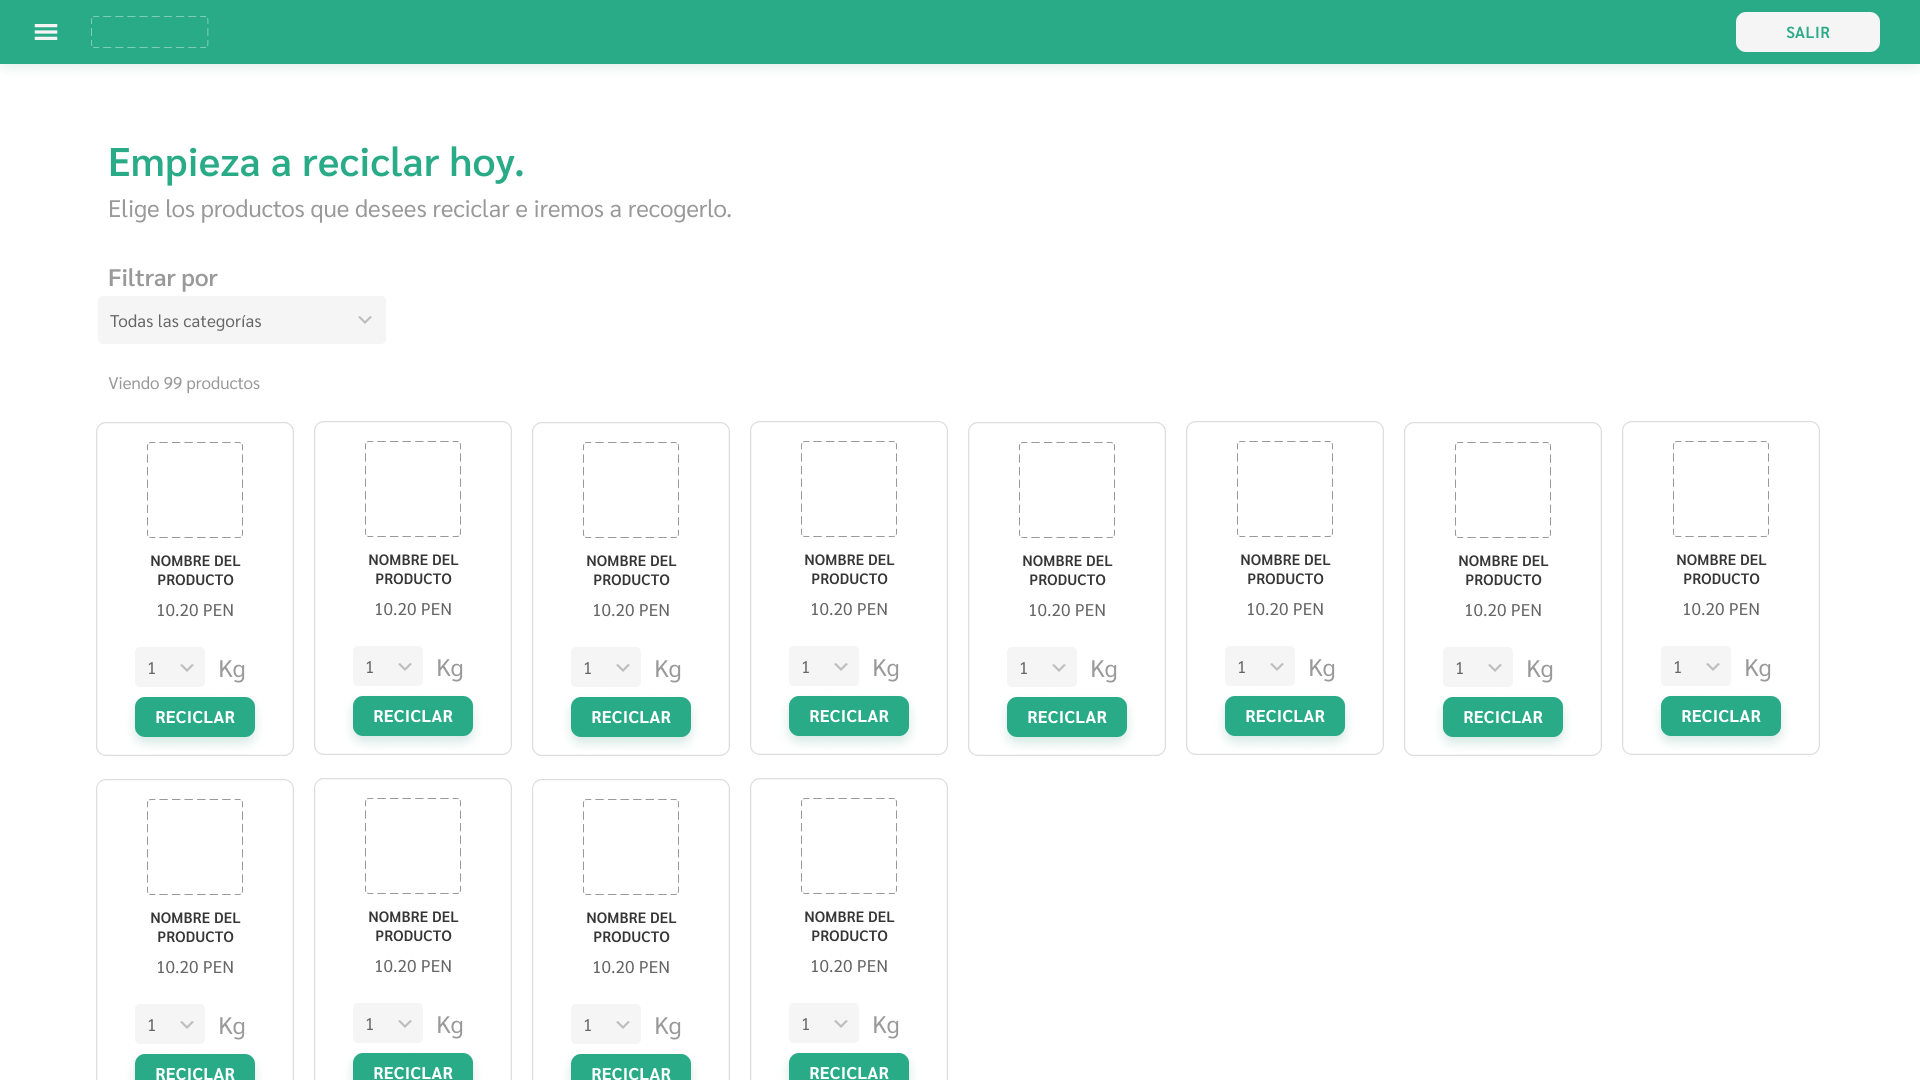 SALIR
Empieza a reciclar hoy.
Elige los productos que desees reciclar e iremos a recogerlo.
Filtrar por
Todas las categorías
Viendo 99 productos
NOMBRE DEL
PRODUCTO
10.20 PEN
1 Kg
RECICLAR
NOMBRE DEL
PRODUCTO
10.20 PEN
1 Kg
RECICLAR
NOMBRE DEL
PRODUCTO
10.20 PEN
1 Kg
RECICLAR
NOMBRE DEL
PRODUCTO
10.20 PEN
1 Kg
RECICLAR
NOMBRE DEL
PRODUCTO
10.20 PEN
1 Kg
RECICLAR
NOMBRE DEL
PRODUCTO
10.20 PEN
1 Kg
RECICLAR
NOMBRE DEL
PRODUCTO
10.20 PEN
1 Kg
RECICLAR
NOMBRE DEL
PRODUCTO
10.20 PEN
1 Kg
RECICLAR
NOMBRE DEL
PRODUCTO
10.20 PEN
1 Kg
RECICLAR
NOMBRE DEL
PRODUCTO
10.20 PEN
1 Kg
RECICLAR
NOMBRE DEL
PRODUCTO
10.20 PEN
1 Kg
RECICLAR
NOMBRE DEL
PRODUCTO
10.20 PEN
1 Kg
RECICLAR